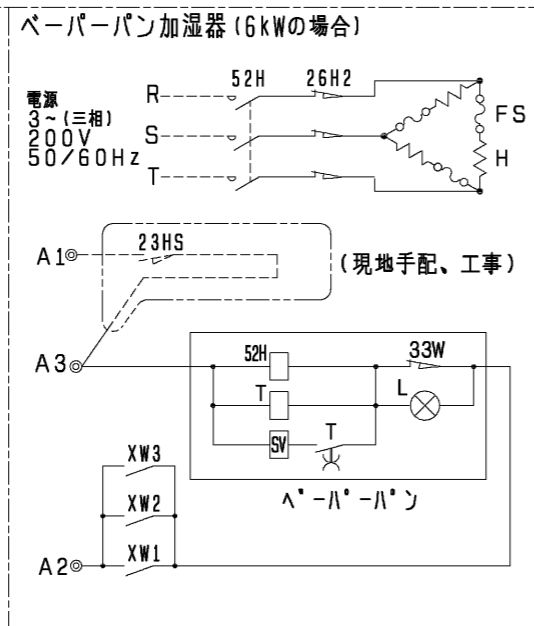 ベーパーパン加湿器(6kWの場合)
電源
3~(三相)
200V
50/60Hz
R
52H
26H2
S
T
FS
H
A1
23HS
(現地手配、工事)
A3
52H
33W
T
L
SV
T
ベーパーパン
XW3
XW2
XW1
A2